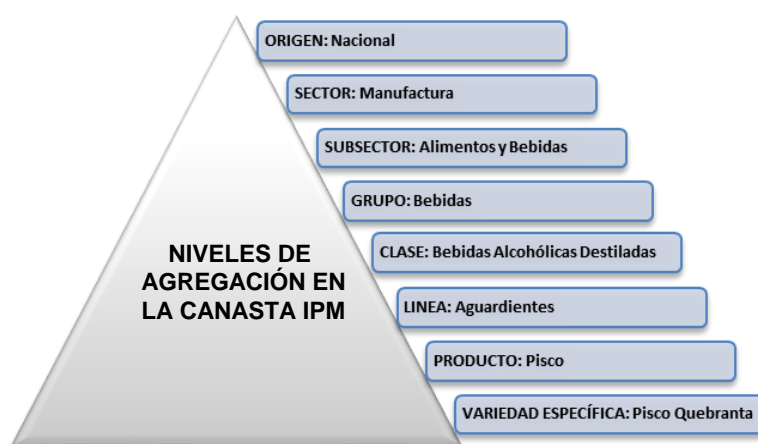 ORIGEN: Nacional
SECTOR: Manufactura
SUBSECTOR: Alimentos y Bebidas
GRUPO: Bebidas
CLASE: Bebidas Alcohólicas Destiladas
LINEA: Aguardientes
PRODUCTO: Pisco
VARIEDAD ESPECÍFICA: Pisco Quebranta
NIVELES DE
AGREGACIÓN EN
LA CANASTA IPM